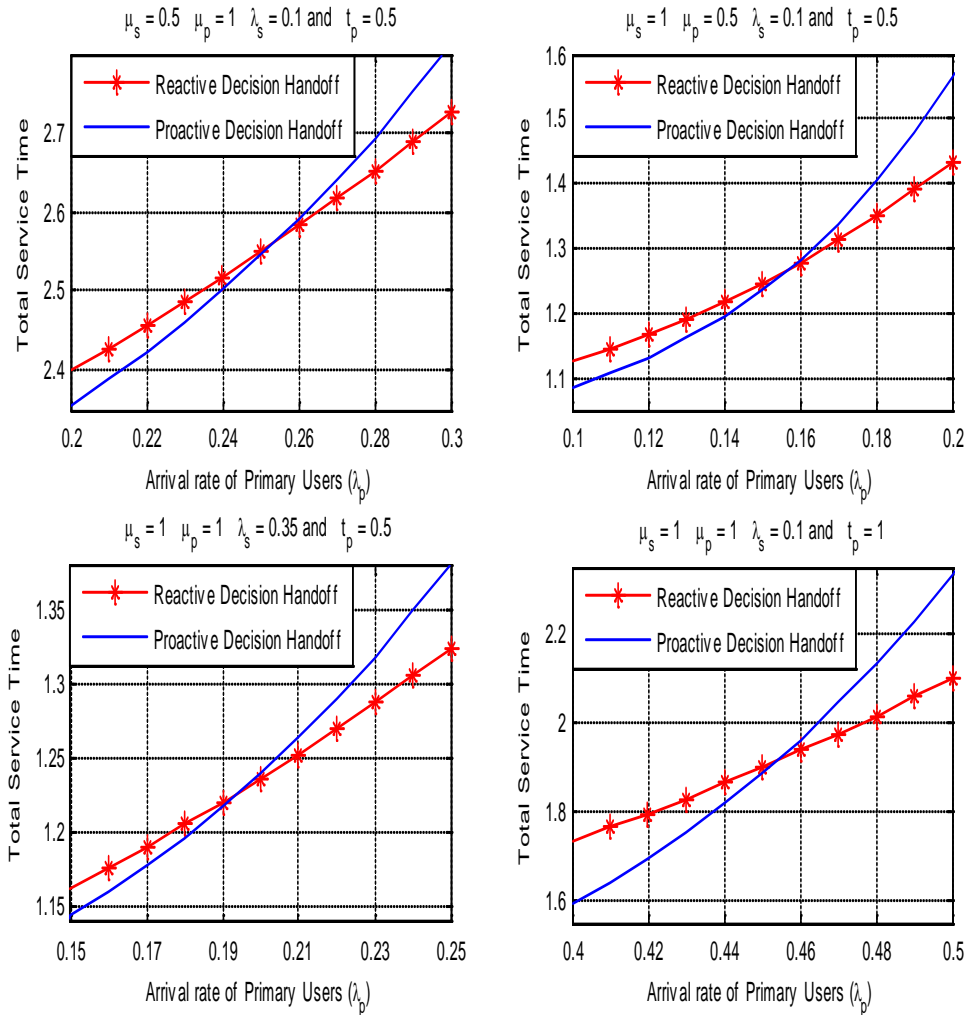 μs = 0.5 μp = 1 λs = 0.1 and tp = 0.5
Reactive Decision Handoff
Proactive Decision Handoff
Total Service Time
2.7
2.6
2.5
2.4
0.2 0.22 0.24 0.26 0.28 0.3
Arrival rate of Primary Users (λp)
μs = 1 μp = 0.5 λs = 0.1 and tp = 0.5
Reactive Decision Handoff
Proactive Decision Handoff
Total Service Time
1.6
1.5
1.4
1.3
1.2
1.1
0.1 0.12 0.14 0.16 0.18 0.2
Arrival rate of Primary Users (λp)
μs = 1 μp = 1 λs = 0.35 and tp = 0.5
Reactive Decision Handoff
Proactive Decision Handoff
Total Service Time
1.35
1.3
1.25
1.2
1.15
0.15 0.17 0.19 0.21 0.23 0.25
Arrival rate of Primary Users (λp)
μs = 1 μp = 1 λs = 0.1 and tp = 1
Reactive Decision Handoff
Proactive Decision Handoff
Total Service Time
2.2
2
1.8
1.6
0.4 0.42 0.44 0.46 0.48 0.5
Arrival rate of Primary Users (λp)